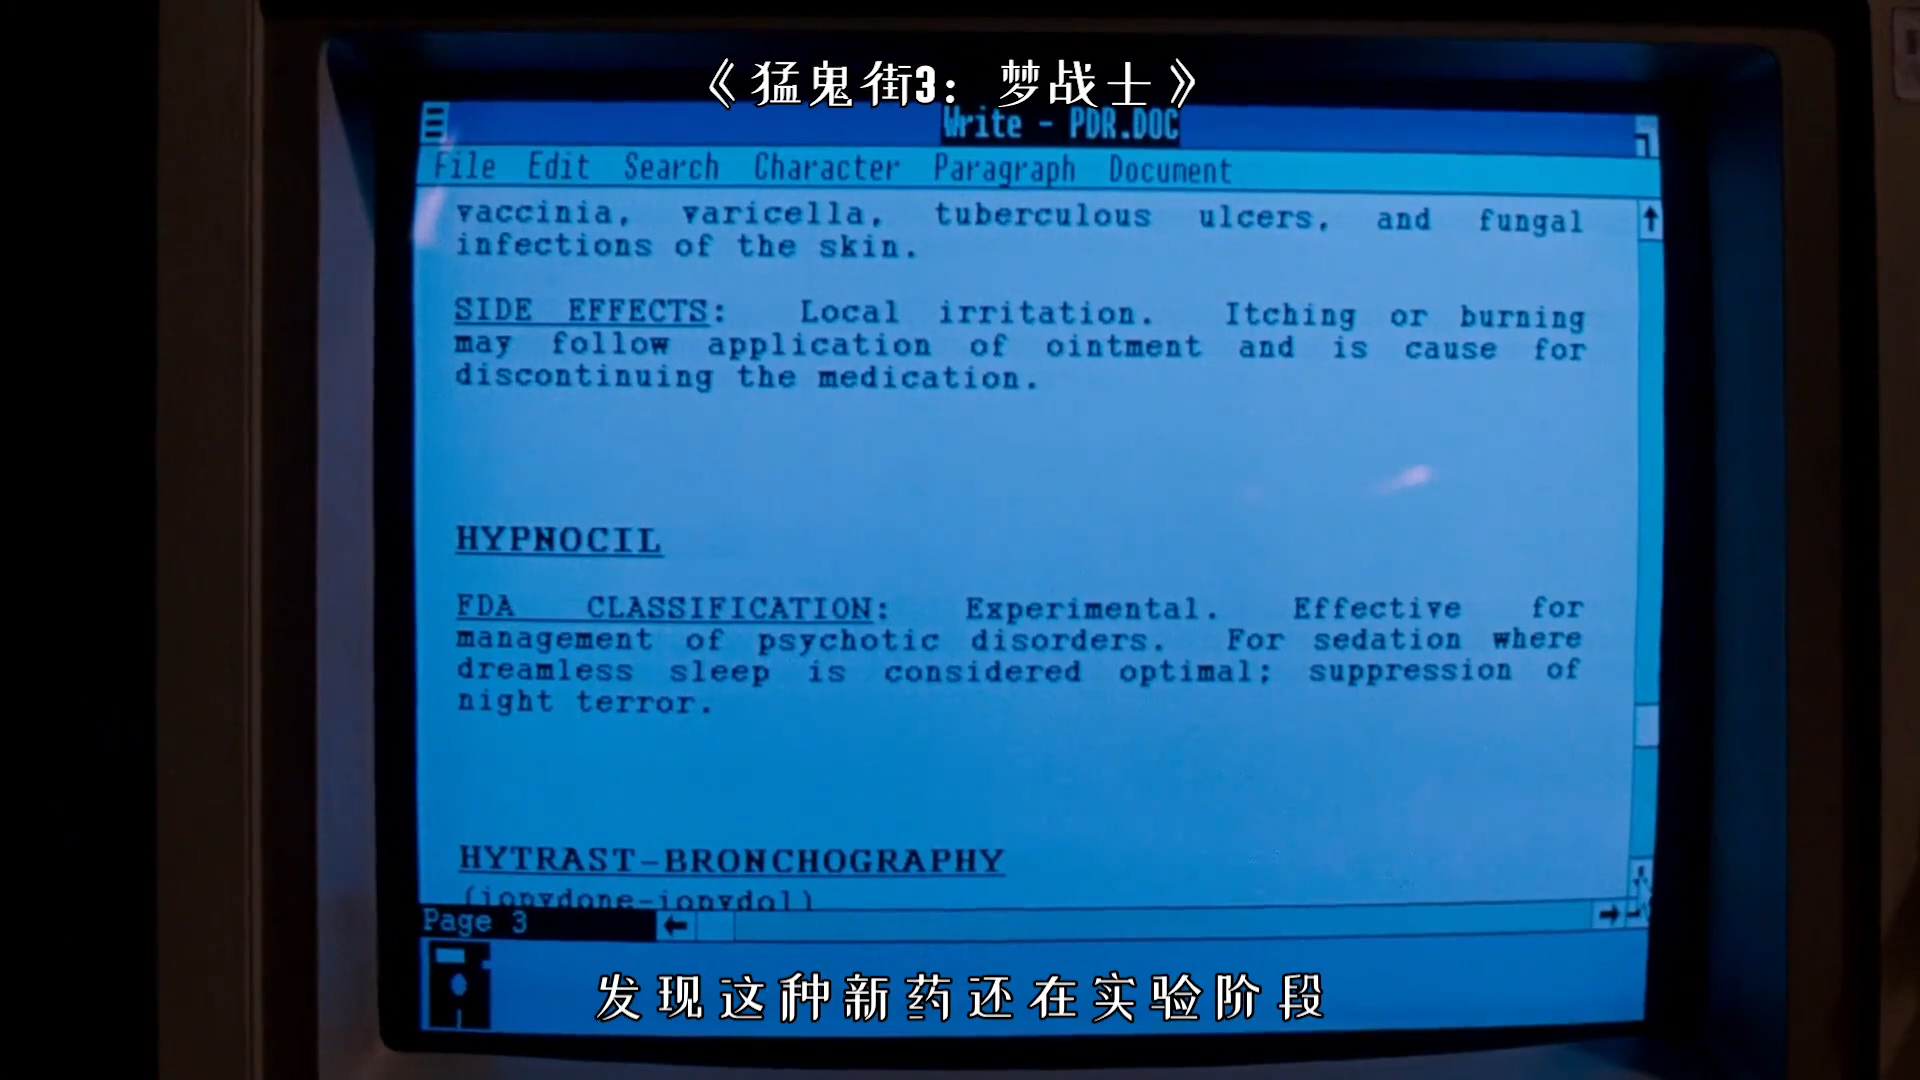 《猛鬼街3：梦战士》
Write - PDR.DOC
File Edit Search Character Paragraph Document
vaccinia, varicella, tuberculous ulcers, and fungal
infections of the skin.
SIDE EFFECTS: Local irritation. Itching or burning
may follow application of ointment and is cause for
discontinuing the medication.
HYPNOCIL
FDA CLASSIFICATION: Experimental. Effective for
management of psychotic disorders. For sedation where
dreamless sleep is considered optimal; suppression of
night terror.
HYTRAST-BRONCHOGRAPHY
(iopydone-iopydol)
Page 3
发现这种新药还在实验阶段